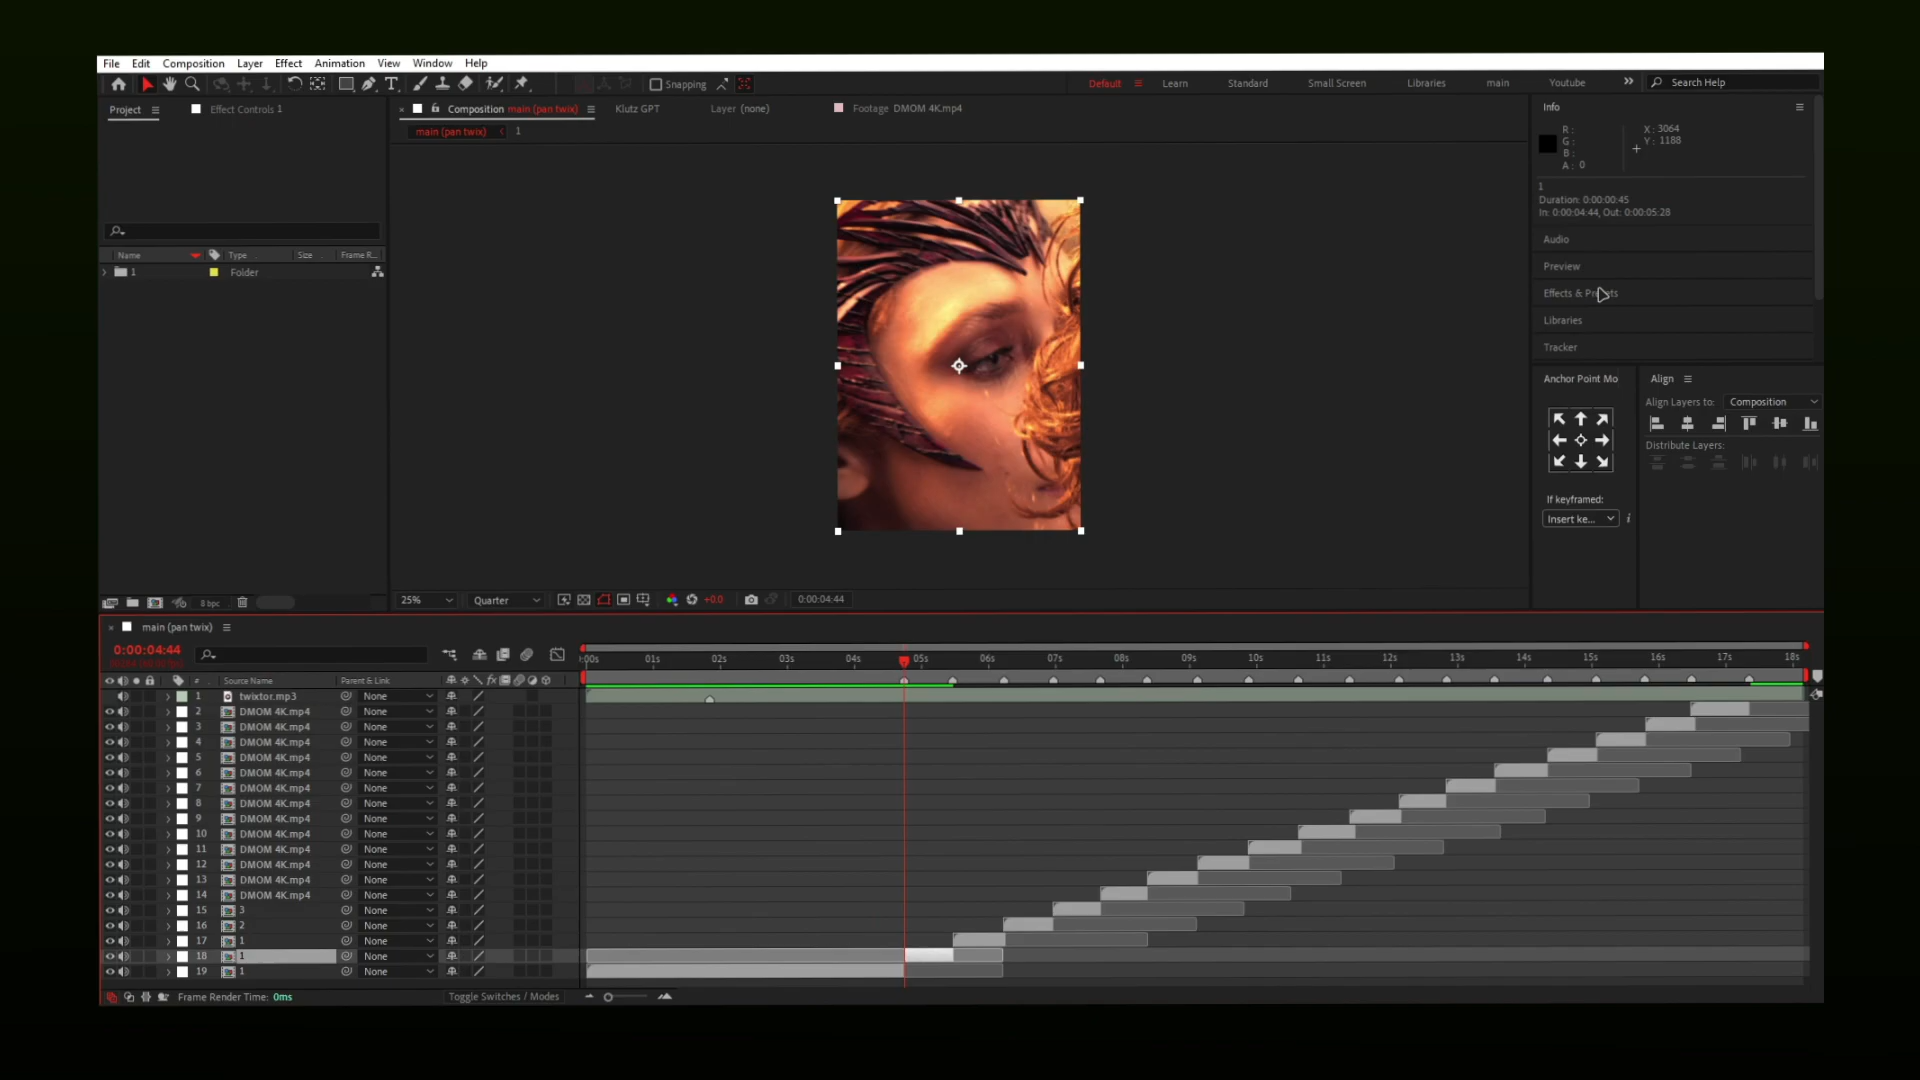 File Edit Composition Layer Effect Animation View Window Help
Snapping
Default Learn Standard Small Screen Libraries main Youtube Search Help
Project Effect Controls 1
Composition main (pan twix) Klutz GPT Layer (none) Footage DMOM 4K.mp4
main (pan twix) 1
Info
R:
G:
B:
A: 0
X: 3064
Y: 1188
1
Duration: 0:00:00:45
In: 0:00:04:44, Out: 0:00:05:28
Audio
Preview
Effects & Presets
Libraries
Tracker
Name Type Size Frame R...
1 Folder
Anchor Point Mo
Align
Align Layers to: Composition
Distribute Layers:
If keyframed:
Insert ke...
8 bpc
25% Quarter +0.0 0:00:04:44
main (pan twix)
0:00:04:44
:00s 01s 02s 03s 04s 05s 06s 07s 08s 09s 10s 11s 12s 13s 14s 15s 16s 17s 18s
# Source Name Parent & Link
1 twixtor.mp3 None
2 DMOM 4K.mp4 None
3 DMOM 4K.mp4 None
4 DMOM 4K.mp4 None
5 DMOM 4K.mp4 None
6 DMOM 4K.mp4 None
7 DMOM 4K.mp4 None
8 DMOM 4K.mp4 None
9 DMOM 4K.mp4 None
10 DMOM 4K.mp4 None
11 DMOM 4K.mp4 None
12 DMOM 4K.mp4 None
13 DMOM 4K.mp4 None
14 DMOM 4K.mp4 None
15 3 None
16 2 None
17 1 None
18 1 None
19 1 None
Frame Render Time: 0ms Toggle Switches / Modes